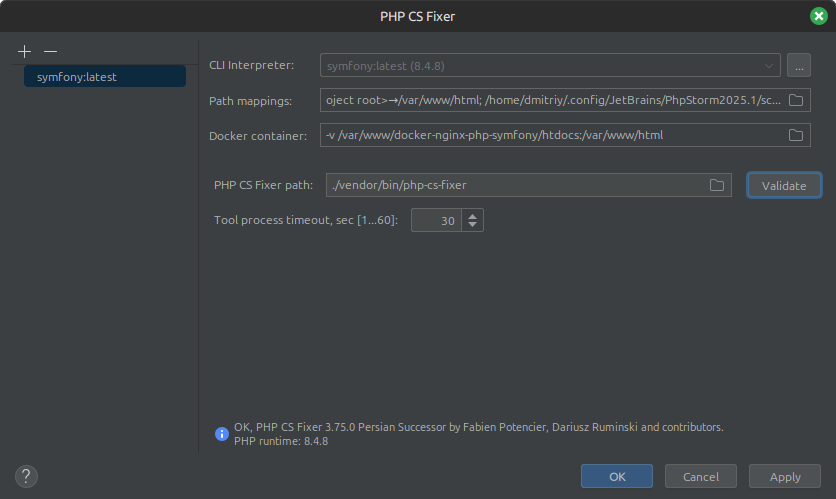 PHP CS Fixer
symfony:latest
CLI Interpreter: symfony:latest (8.4.8) ...
Path mappings: oject root>→/var/www/html; /home/dmitriy/.config/JetBrains/PhpStorm2025.1/sc...
Docker container: -v /var/www/docker-nginx-php-symfony/htdocs:/var/www/html
PHP CS Fixer path: ./vendor/bin/php-cs-fixer Validate
Tool process timeout, sec [1...60]: 30
OK, PHP CS Fixer 3.75.0 Persian Successor by Fabien Potencier, Dariusz Ruminski and contributors.
PHP runtime: 8.4.8
? OK Cancel Apply